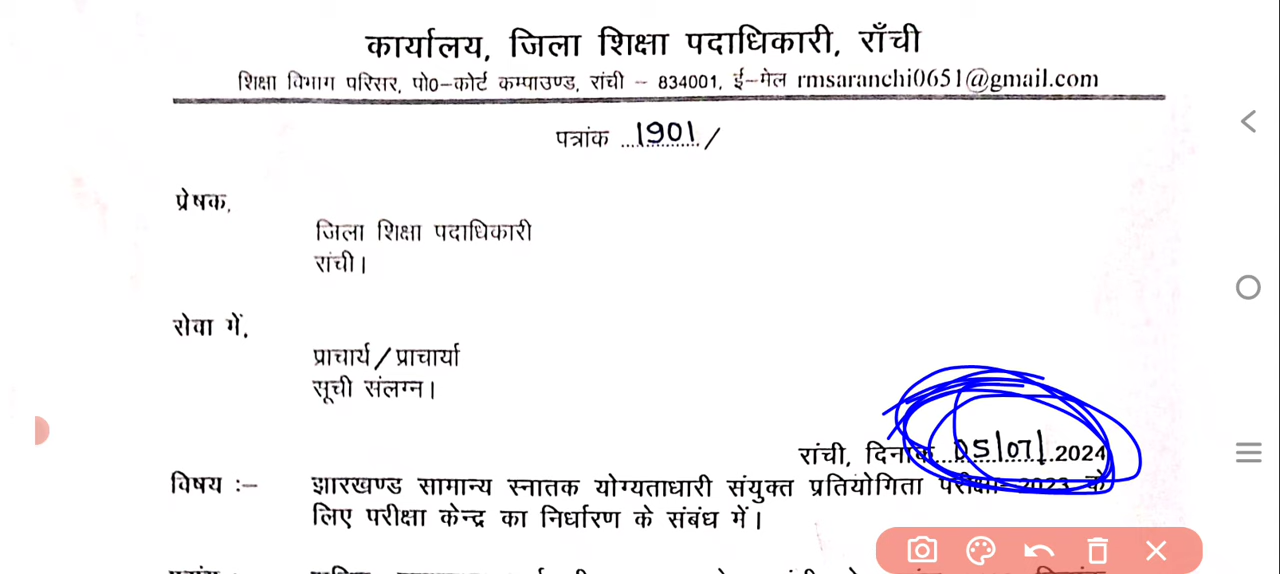 कार्यालय, जिला शिक्षा पदाधिकारी, राँची
शिक्षा विभाग परिसर, पो0-कोर्ट कम्पाउण्ड, रांची - 834001, ई-मेल rmsaranchi0651@gmail.com
पत्रांक ...1901/
प्रेषक,
जिला शिक्षा पदाधिकारी
रांची।
सेवा में,
प्राचार्य/प्राचार्या
सूची संलग्न।
रांची, दिनांक...05/07/.2024
विषय :- झारखण्ड सामान्य स्नातक योग्यताधारी संयुक्त प्रतियोगिता परीक्षा-2023 के
लिए परीक्षा केन्द्र का निर्धारण के संबंध में।